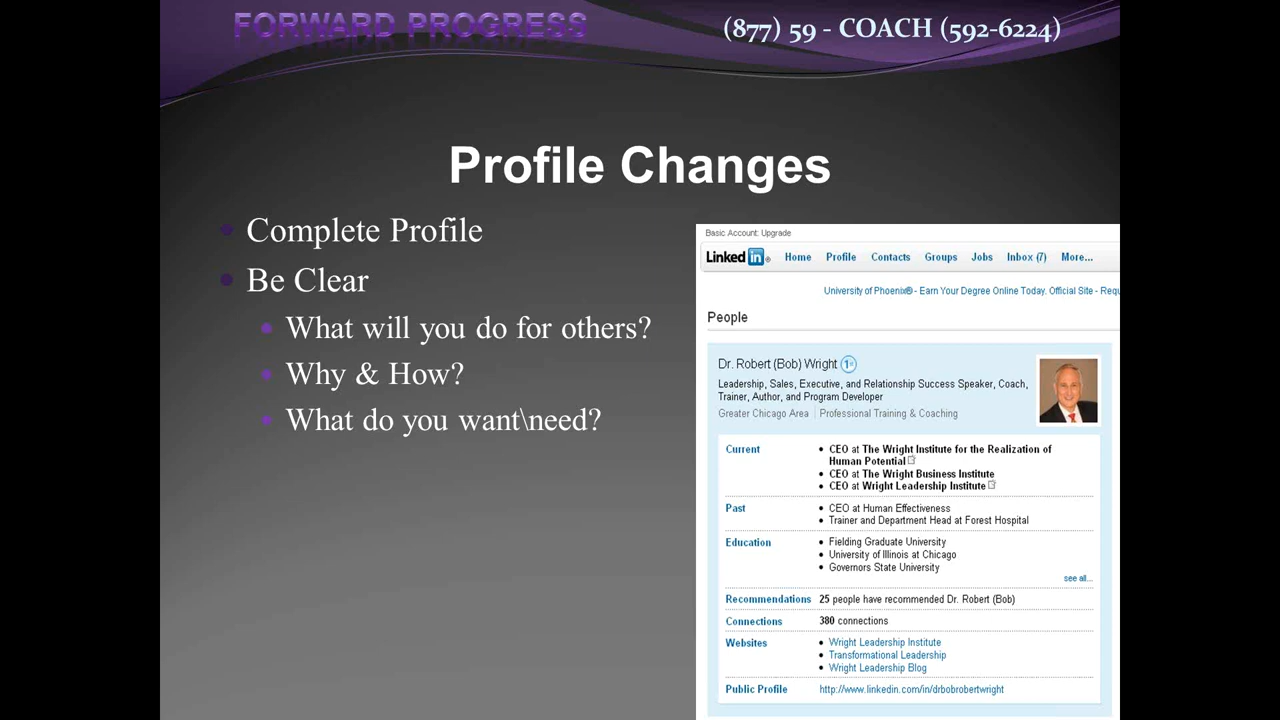 FORWARD PROGRESS
(877) 59 - COACH (592-6224)
Profile Changes
Complete Profile
Be Clear
What will you do for others?
Why & How?
What do you want\need?
Basic Account: Upgrade
Linked in® Home Profile Contacts Groups Jobs Inbox (7) More...
University of Phoenix® - Earn Your Degree Online Today. Official Site - Requ
People
Dr. Robert (Bob) Wright 1st
Leadership, Sales, Executive, and Relationship Success Speaker, Coach,
Trainer, Author, and Program Developer
Greater Chicago Area | Professional Training & Coaching
Current
CEO at The Wright Institute for the Realization of
Human Potential
CEO at The Wright Business Institute
CEO at Wright Leadership Institute
Past
CEO at Human Effectiveness
Trainer and Department Head at Forest Hospital
Education
Fielding Graduate University
University of Illinois at Chicago
Governors State University
see all...
Recommendations 25 people have recommended Dr. Robert (Bob)
Connections 380 connections
Websites
Wright Leadership Institute
Transformational Leadership
Wright Leadership Blog
Public Profile http://www.linkedin.com/in/drbobrobertwright